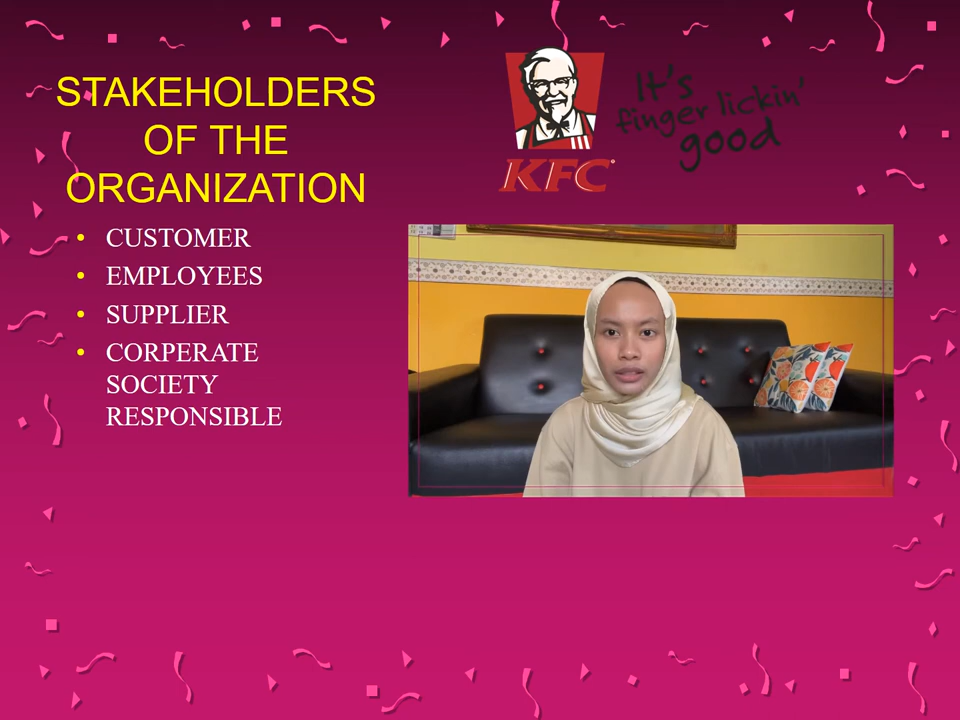 STAKEHOLDERS
OF THE
ORGANIZATION
It's
finger lickin'
good
KFC
• CUSTOMER
• EMPLOYEES
• SUPPLIER
• CORPERATE
SOCIETY
RESPONSIBLE